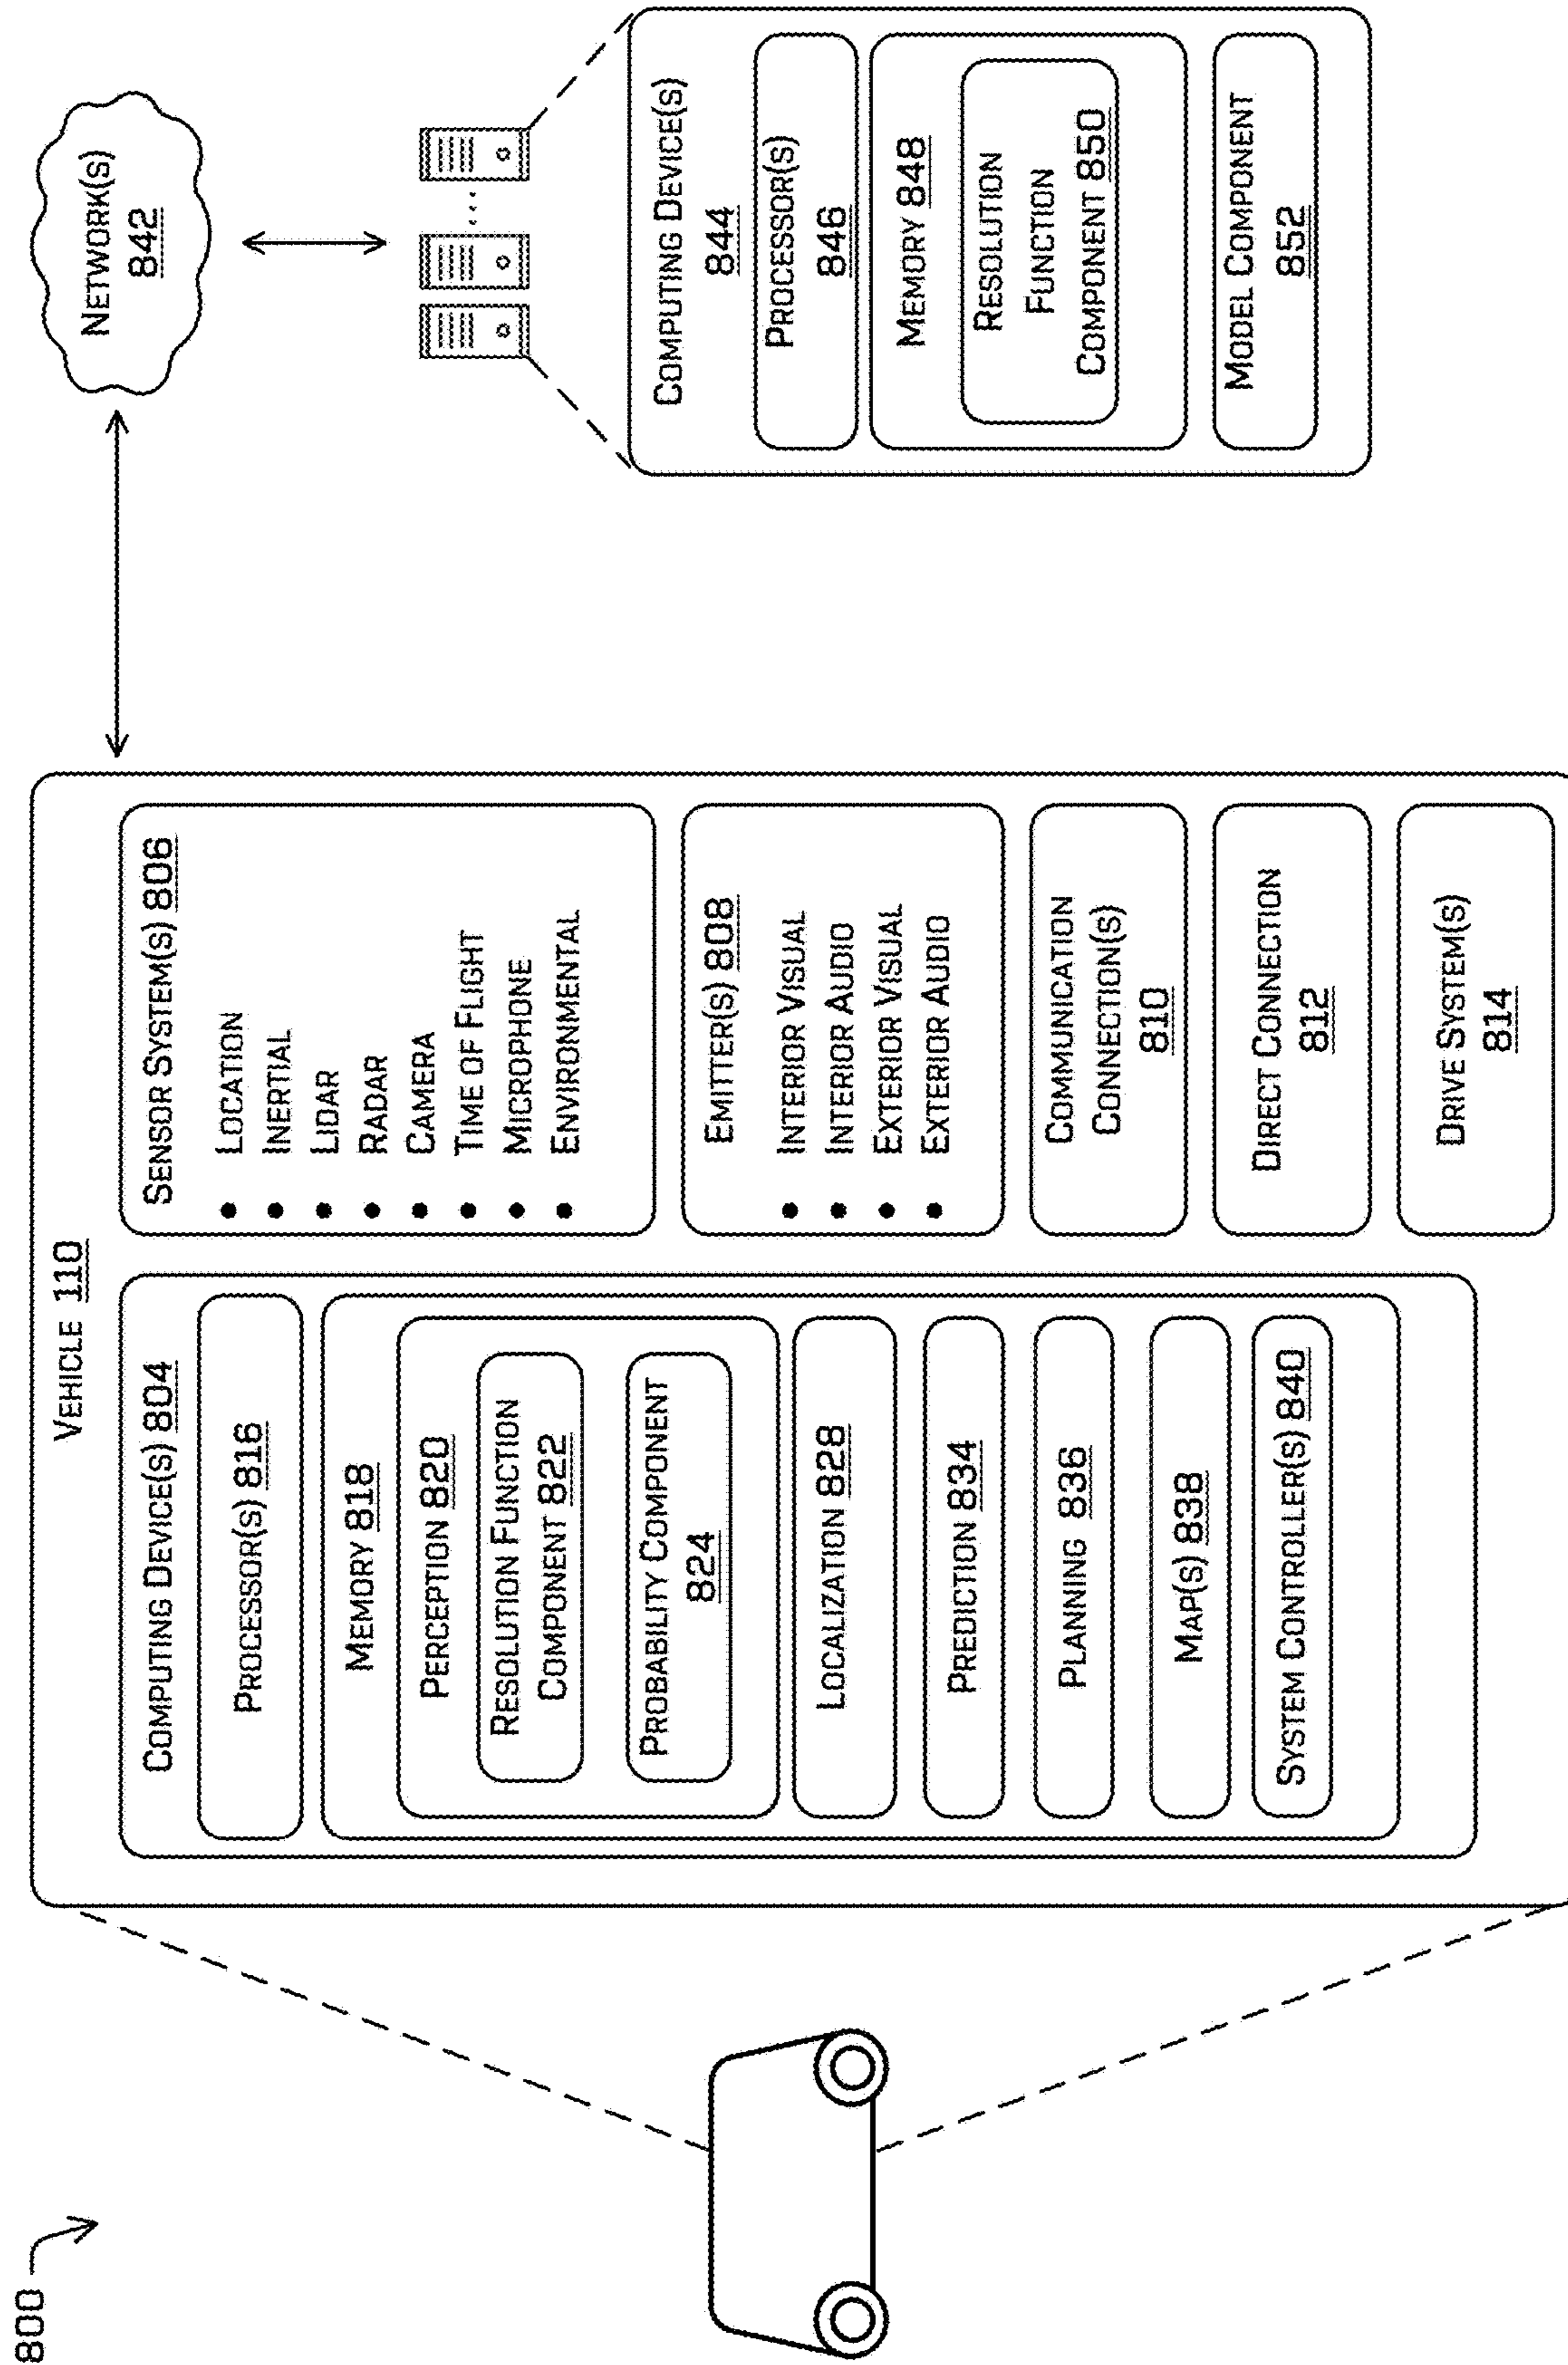 800
VEHICLE 110
COMPUTING DEVICE(S) 804
PROCESSOR(S) 816
MEMORY 818
PERCEPTION 820
RESOLUTION FUNCTION
COMPONENT 822
PROBABILITY COMPONENT
824
LOCALIZATION 828
PREDICTION 834
PLANNING 836
MAP(S) 838
SYSTEM CONTROLLER(S) 840
SENSOR SYSTEM(S) 806
• LOCATION
• INERTIAL
• LIDAR
• RADAR
• CAMERA
• TIME OF FLIGHT
• MICROPHONE
• ENVIRONMENTAL
EMITTER(S) 808
• INTERIOR VISUAL
• INTERIOR AUDIO
• EXTERIOR VISUAL
• EXTERIOR AUDIO
COMMUNICATION
CONNECTION(S)
810
DIRECT CONNECTION
812
DRIVE SYSTEM(S)
814
NETWORK(S)
842
COMPUTING DEVICE(S)
844
PROCESSOR(S)
846
MEMORY 848
RESOLUTION
FUNCTION
COMPONENT 850
MODEL COMPONENT
852